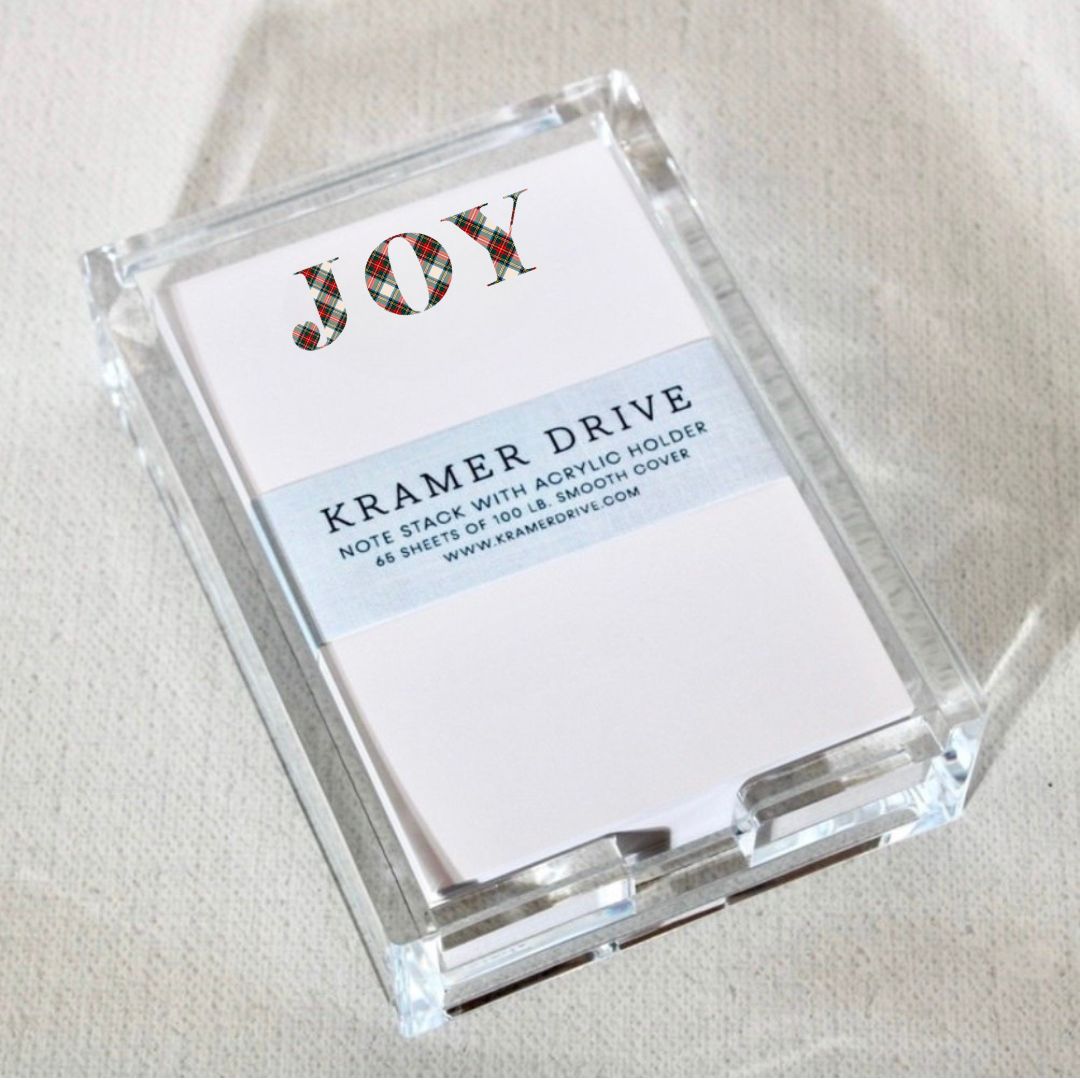 JOY
KRAMER DRIVE
NOTE STACK WITH ACRYLIC HOLDER
65 SHEETS OF 100 LB. SMOOTH COVER
WWW.KRAMERDRIVE.COM